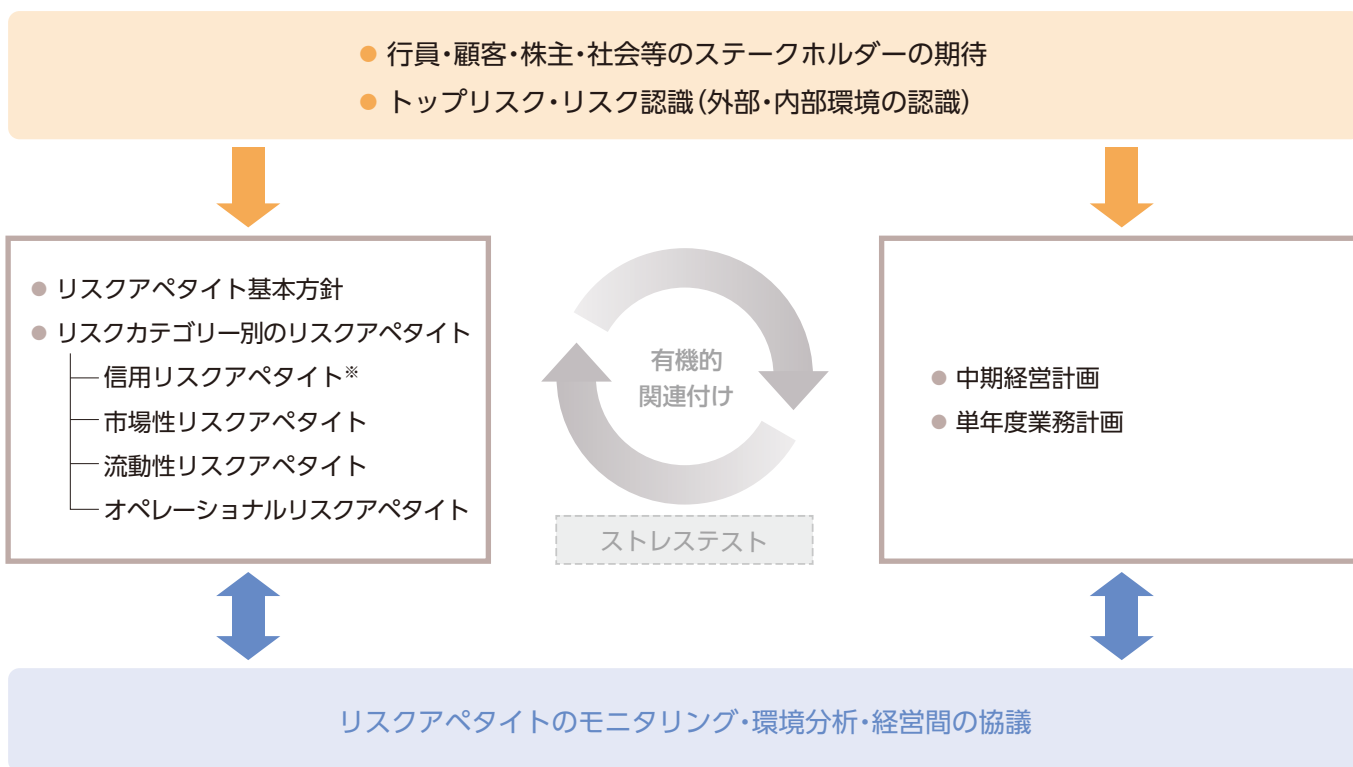 行員・顧客・株主・社会等のステークホルダーの期待
トップリスク・リスク認識（外部・内部環境の認識）
リスクアペタイト基本方針
リスクカテゴリー別のリスクアペタイト
信用リスクアペタイト※
市場性リスクアペタイト
流動性リスクアペタイト
オペレーショナルリスクアペタイト
有機的
関連付け
ストレステスト
中期経営計画
単年度業務計画
リスクアペタイトのモニタリング・環境分析・経営間の協議